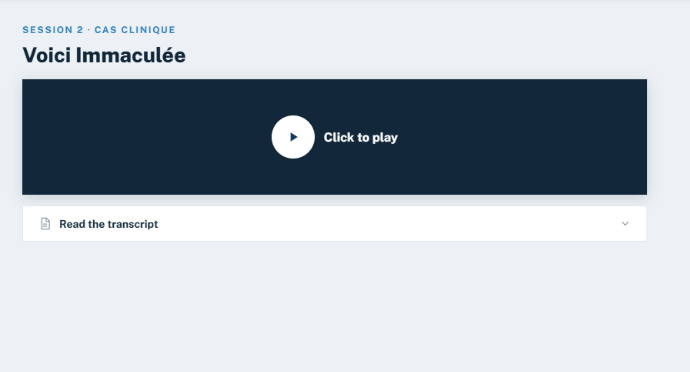 SESSION 2 · CAS CLINIQUE
Voici Immaculée
Click to play
Read the transcript